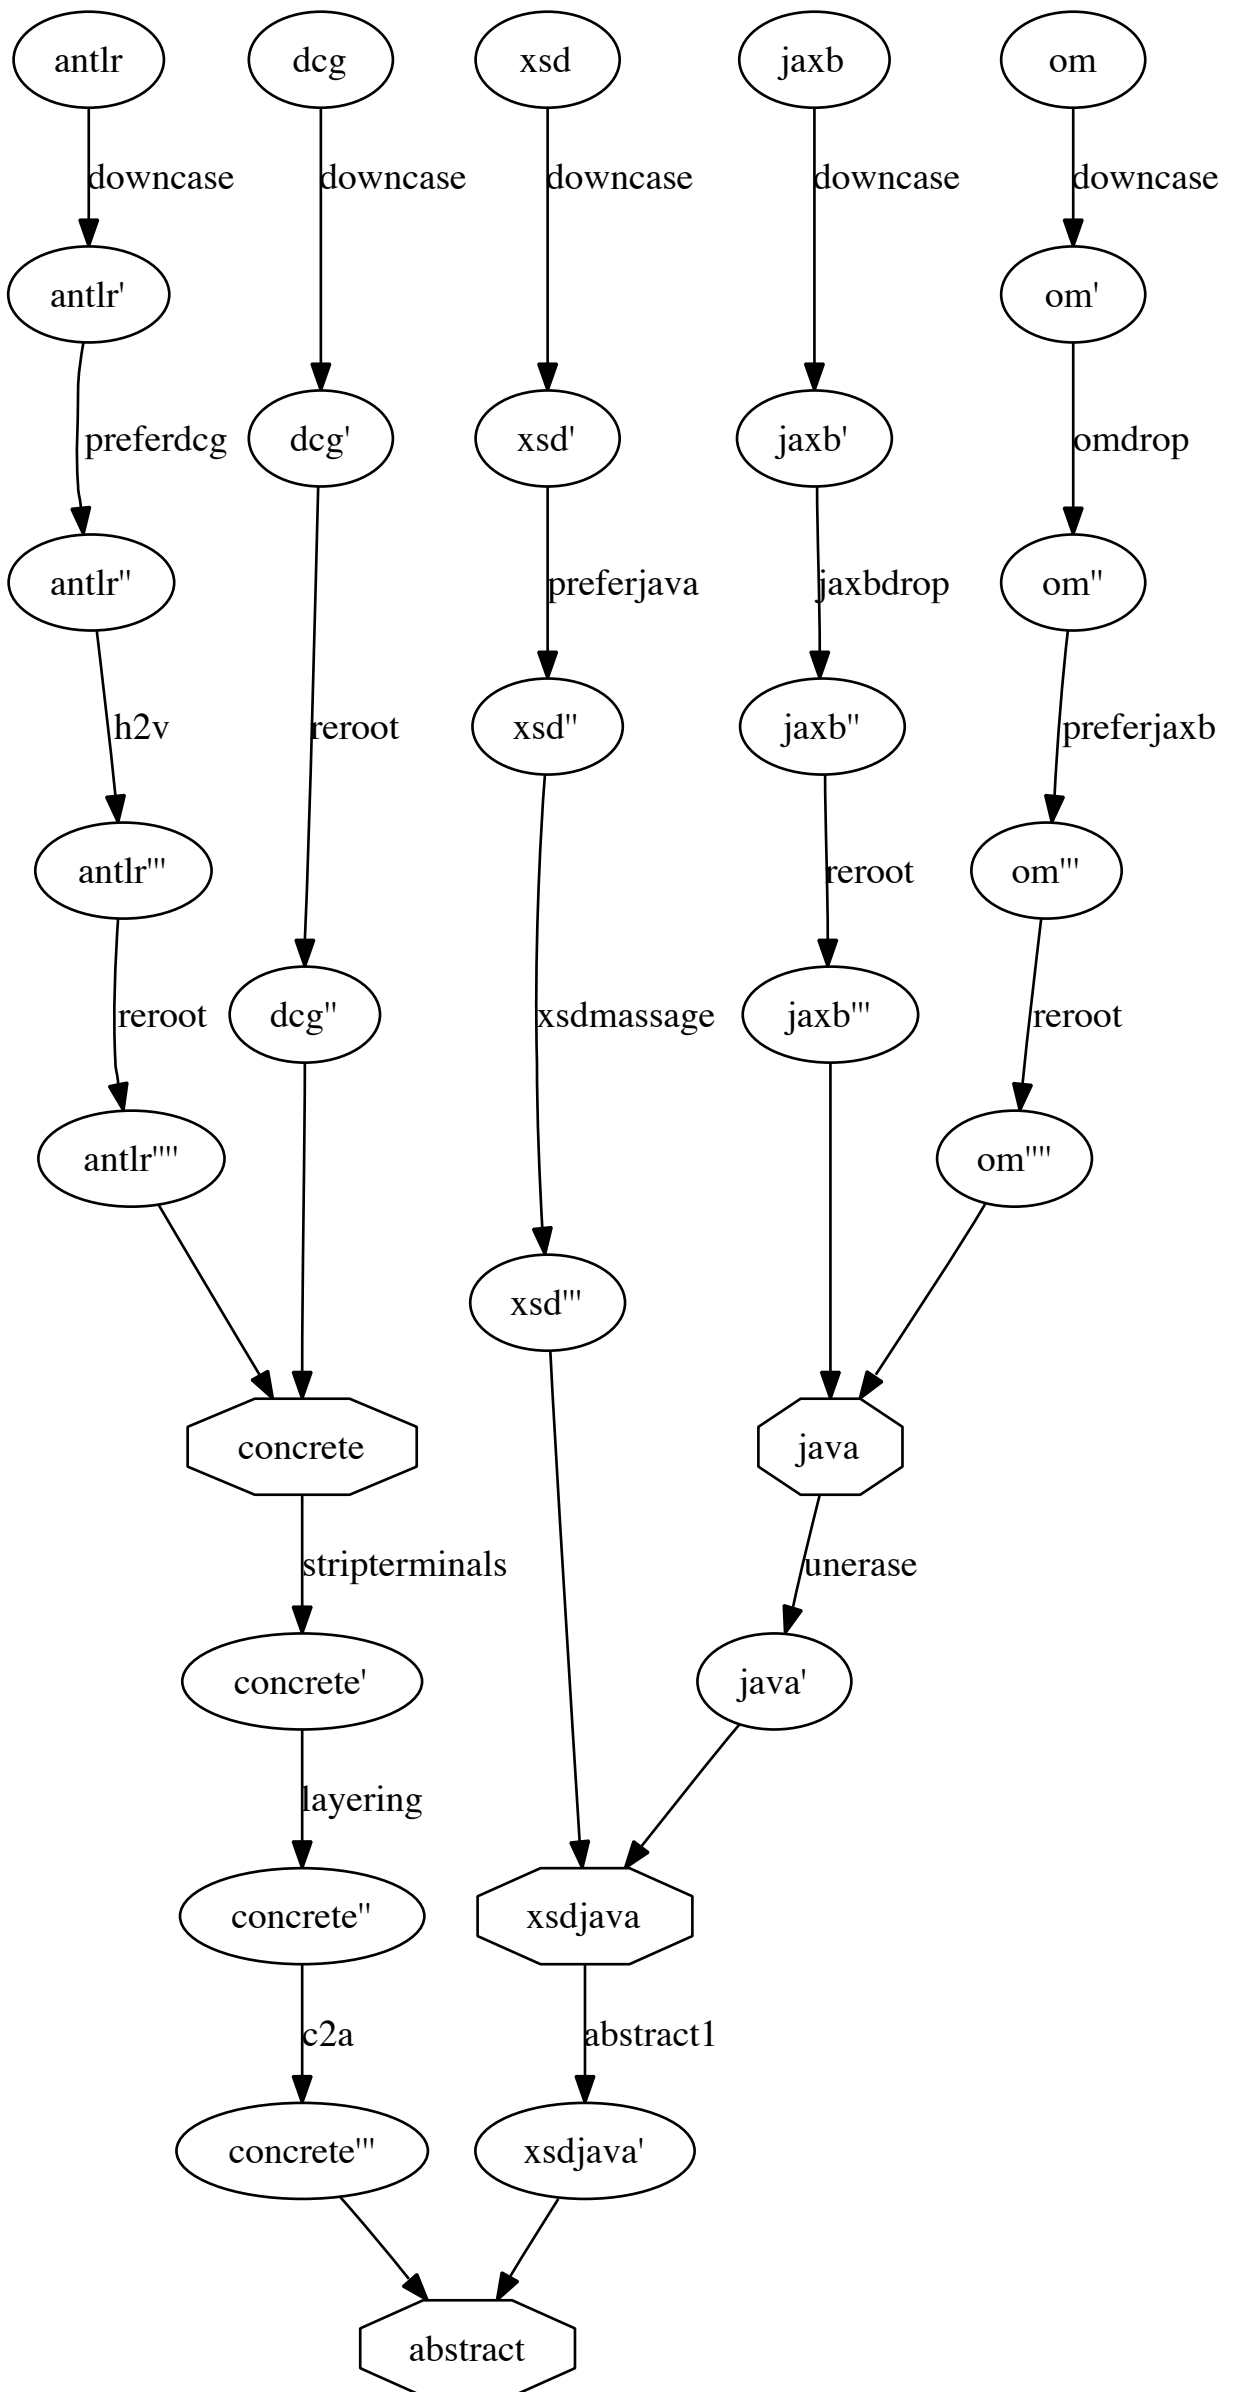 antlr
dcg
xsd
jaxb
om
downcase
downcase
downcase
downcase
downcase
antlr'
om'
preferdcg
dcg'
xsd'
jaxb'
omdrop
antlr''
preferjava
jaxbdrop
om''
h2v
reroot
xsd''
jaxb''
preferjaxb
antlr'''
reroot
om'''
reroot
dcg''
xsdmassage
jaxb'''
reroot
antlr''''
om''''
xsd'''
concrete
java
stripterminals
unerase
concrete'
java'
layering
concrete''
xsdjava
c2a
abstract1
concrete'''
xsdjava'
abstract